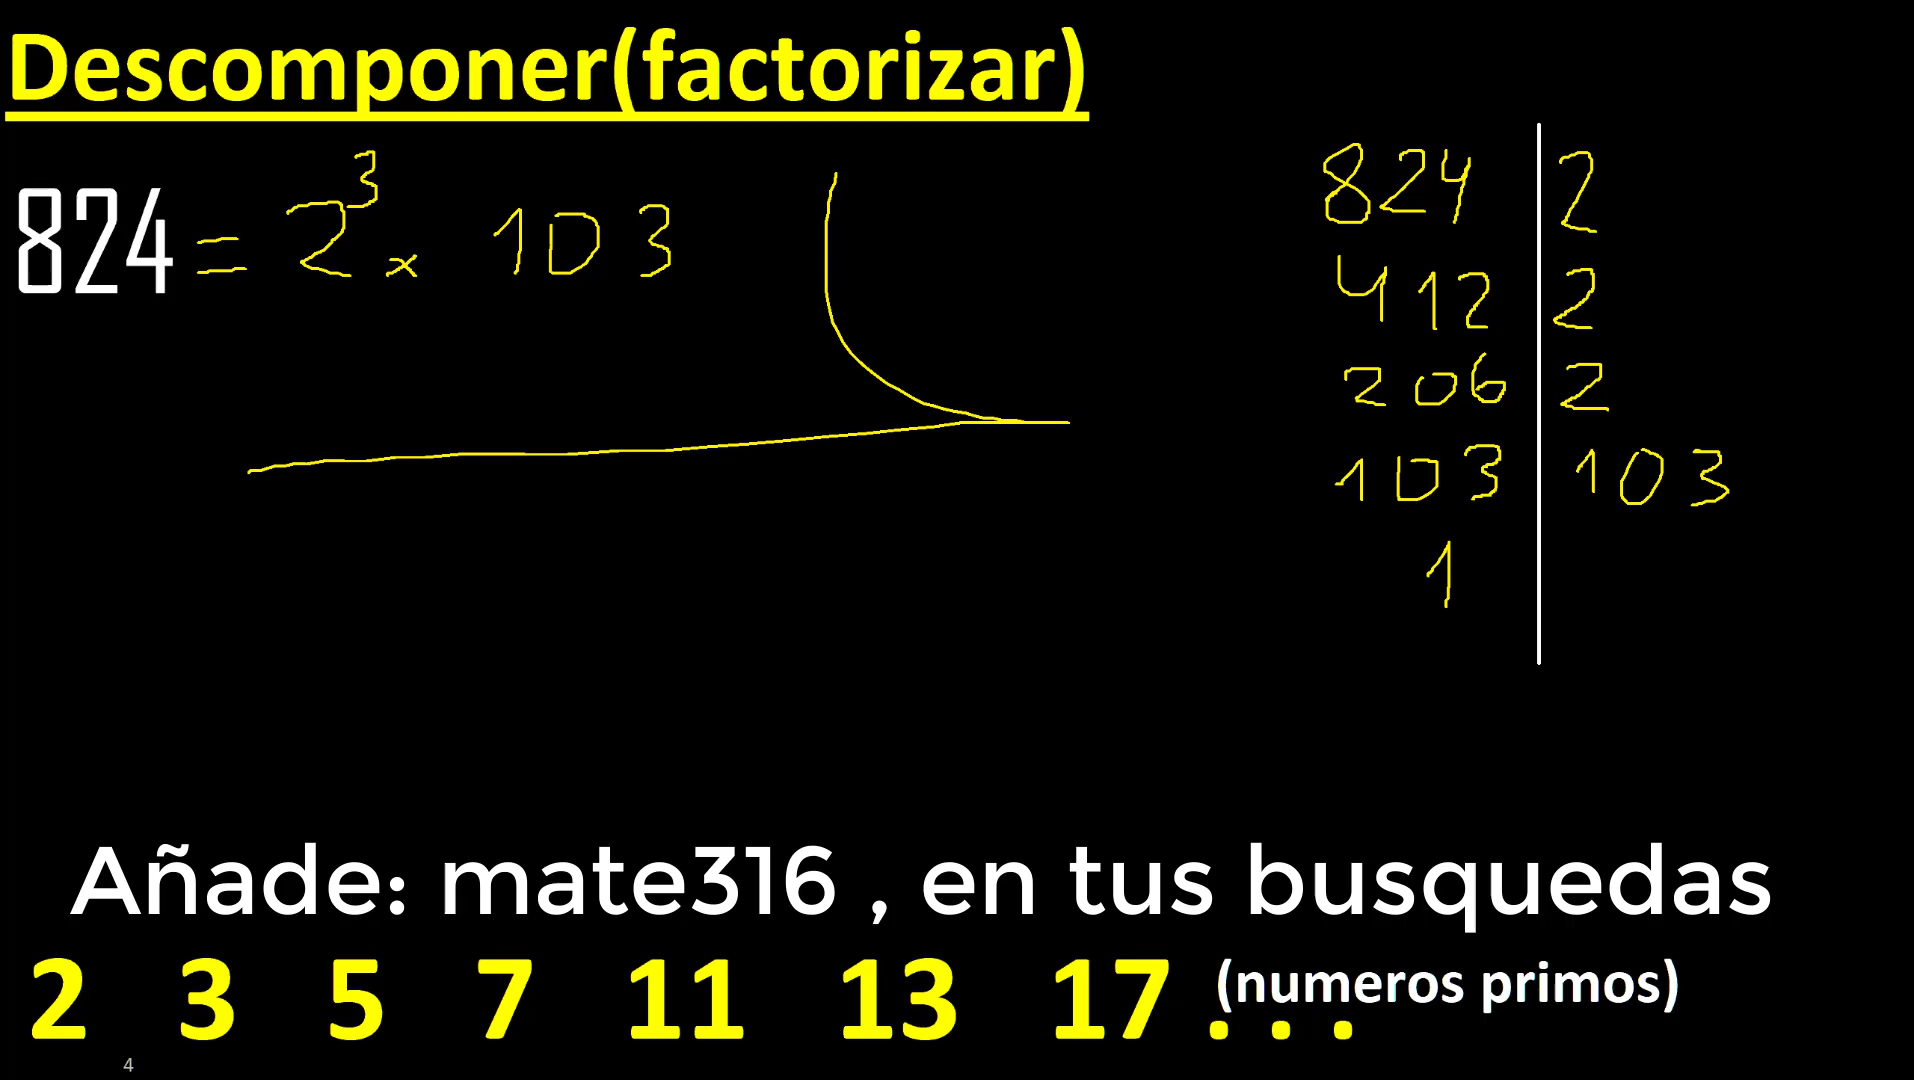 Descomponer(factorizar)
824 = 2³ × 103
824 | 2
412 | 2
206 | 2
103 | 103
1
Añade: mate316 , en tus busquedas
2 3 5 7 11 13 17 . . . (numeros primos)
4